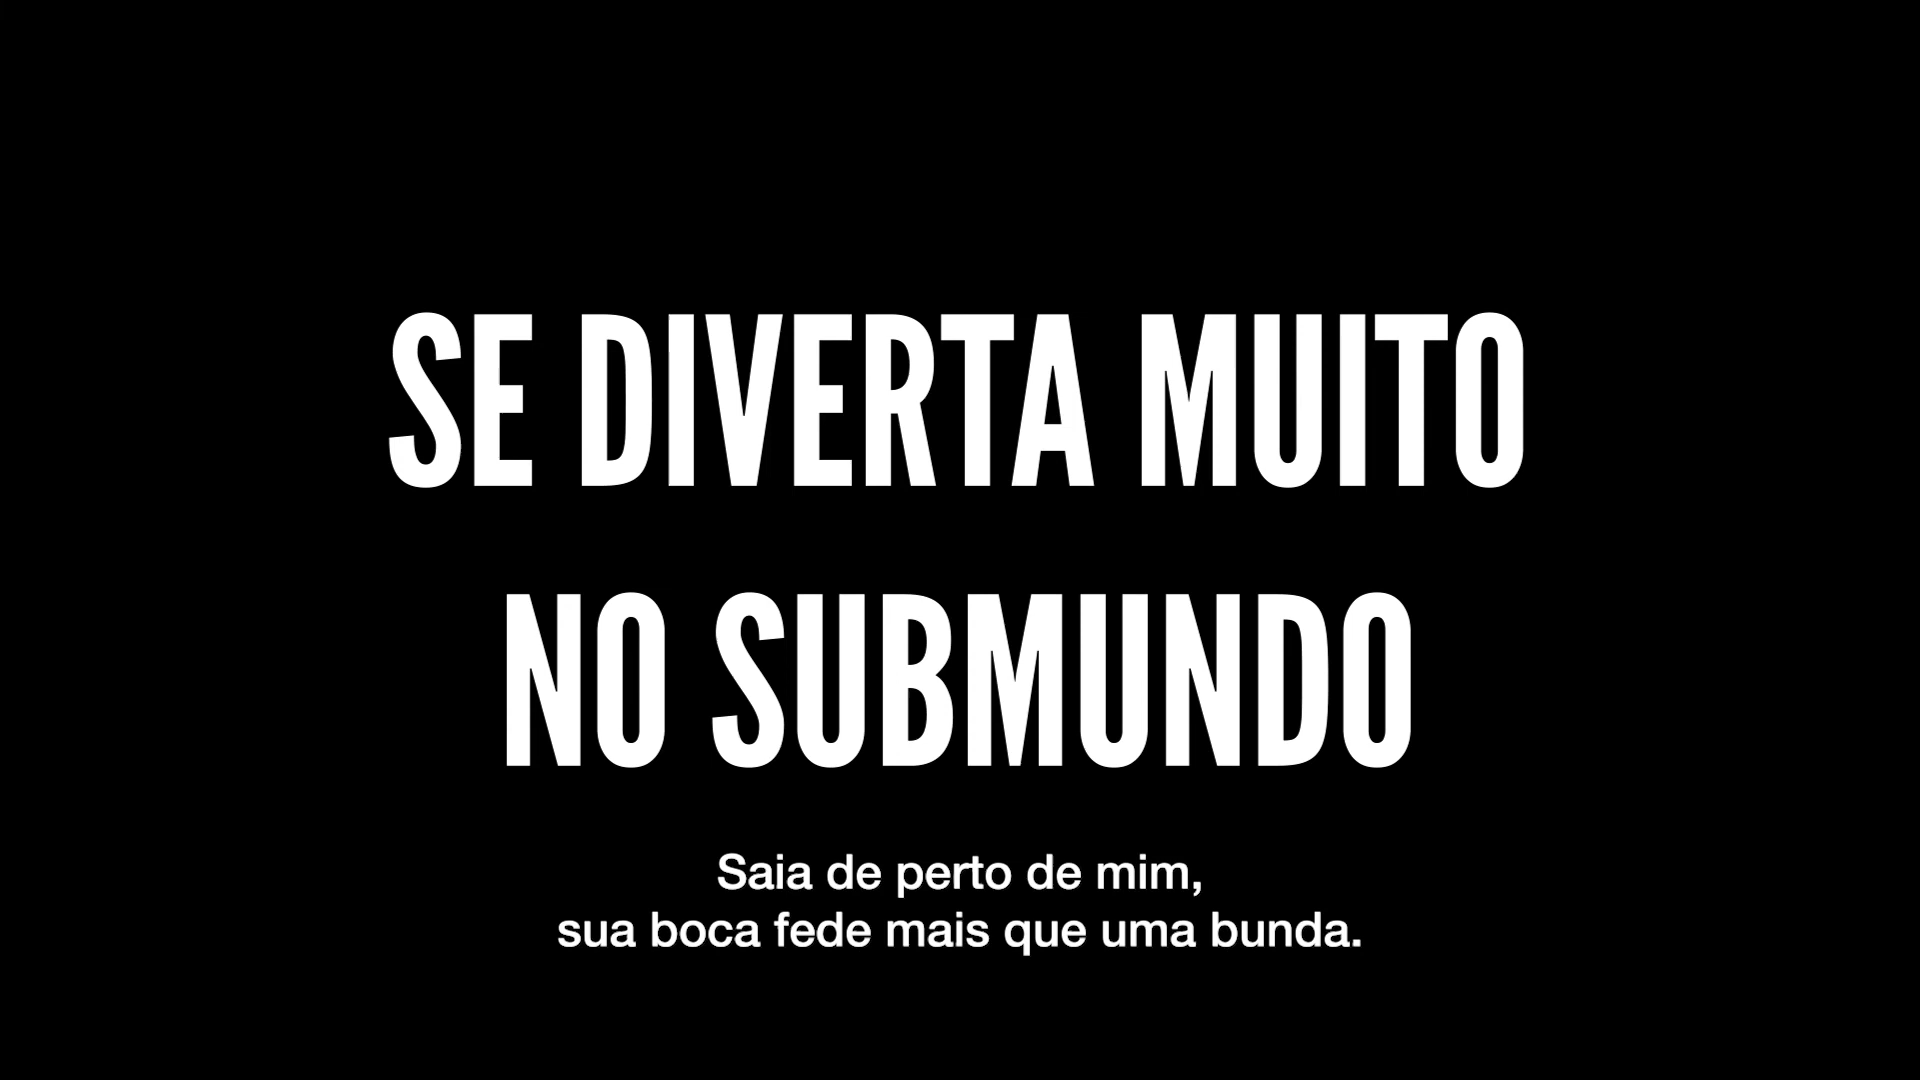 SE DIVERTA MUITO
NO SUBMUNDO
Saia de perto de mim,
sua boca fede mais que uma bunda.